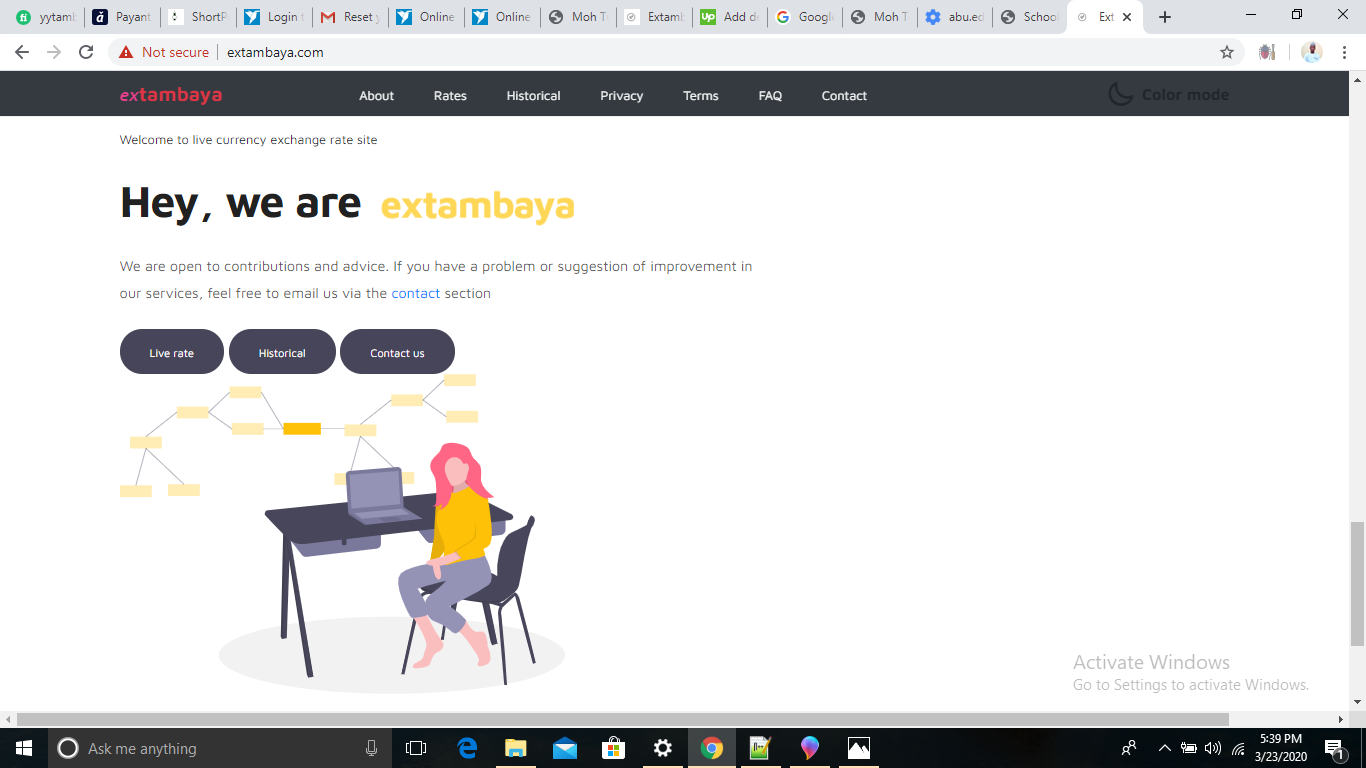 yytamb
Payant
ShortP
Login t
Reset y
Online
Online
Moh Tu
Extamb
Add de
Google
Moh T
abu.ed
School
Ext
Not secure
extambaya.com
extambaya
About
Rates
Historical
Privacy
Terms
FAQ
Contact
Color mode
Welcome to live currency exchange rate site
Hey, we are extambaya
We are open to contributions and advice. If you have a problem or suggestion of improvement in
our services, feel free to email us via the contact section
Live rate
Historical
Contact us
Activate Windows
Go to Settings to activate Windows.
Ask me anything
5:39 PM
3/23/2020
1